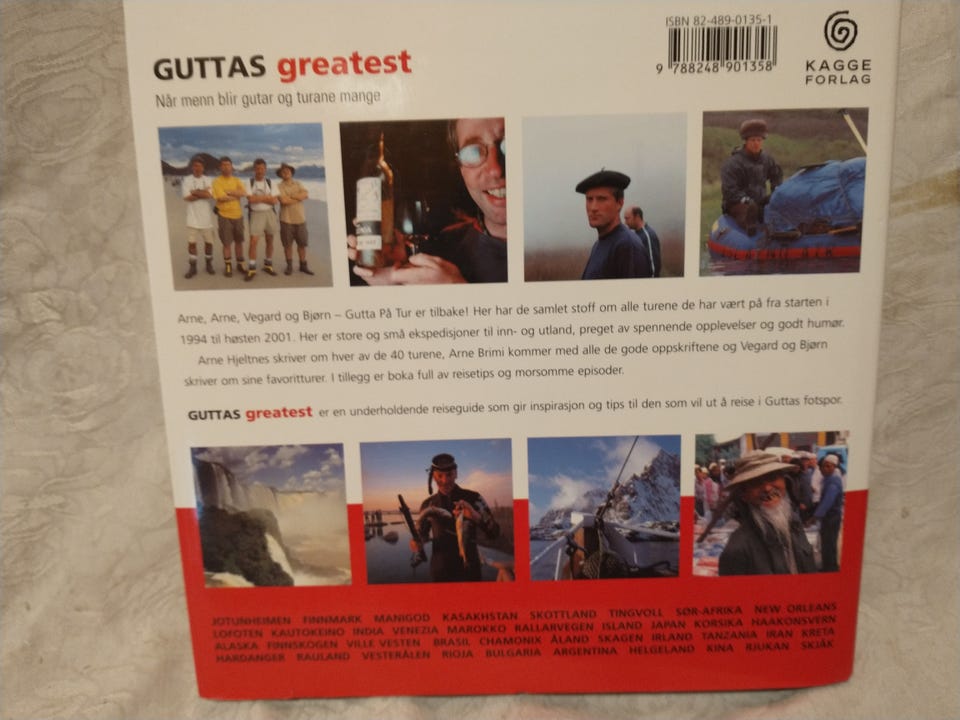 ISBN 82-489-0135-1
9 788248 901358
KAGGE
FORLAG
GUTTAS greatest
Når menn blir gutar og turane mange
Arne, Arne, Vegard og Bjørn – Gutta På Tur er tilbake! Her har de samlet stoff om alle turene de har vært på fra starten i
1994 til høsten 2001. Her er store og små ekspedisjoner til inn- og utland, preget av spennende opplevelser og godt humør.
Arne Hjeltnes skriver om hver av de 40 turene, Arne Brimi kommer med alle de gode oppskriftene og Vegard og Bjørn
skriver om sine favoritturer. I tillegg er boka full av reisetips og morsomme episoder.
GUTTAS greatest er en underholdende reiseguide som gir inspirasjon og tips til den som vil ut å reise i Guttas fotspor.
JOTUNHEIMEN FINNMARK MANIGOD KASAKHSTAN SKOTTLAND TINGVOLL SØR-AFRIKA NEW ORLEANS
LOFOTEN KAUTOKEINO INDIA VENEZIA MAROKKO RALLARVEGEN ISLAND JAPAN KORSIKA HAAKONSVERN
ALASKA FINNSKOGEN VILLE VESTEN BRASIL CHAMONIX ÅLAND SKAGEN IRLAND TANZANIA IRAN KRETA
HARDANGER RAULAND VESTERÅLEN RIOJA BULGARIA ARGENTINA HELGELAND KINA RJUKAN SKJÅK